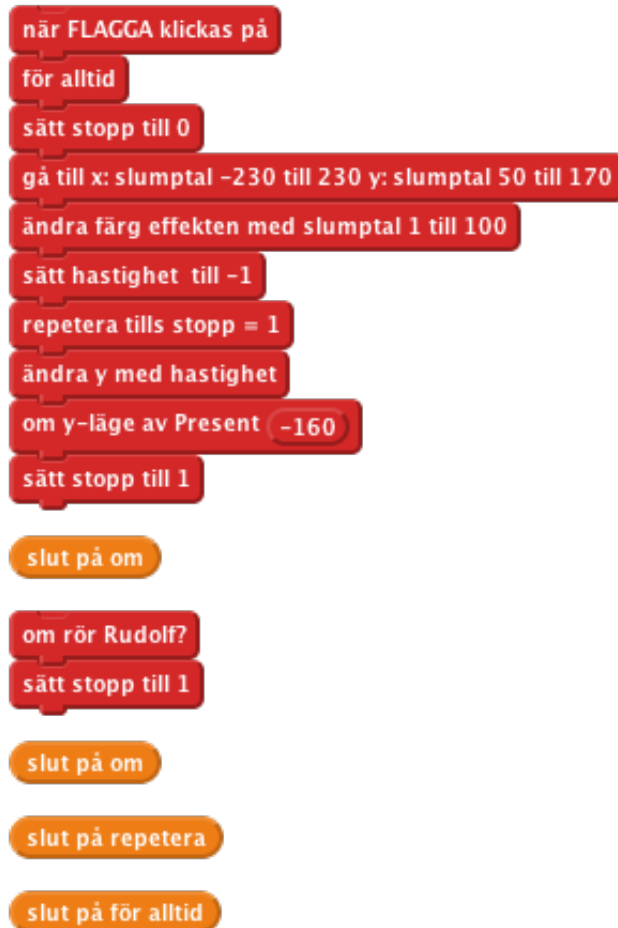 när FLAGGA klickas på
för alltid
sätt stopp till 0
gå till x: slumptal -230 till 230 y: slumptal 50 till 170
ändra färg effekten med slumptal 1 till 100
sätt hastighet till -1
repetera tills stopp = 1
ändra y med hastighet
om y-läge av Present -160
sätt stopp till 1
slut på om
om rör Rudolf?
sätt stopp till 1
slut på om
slut på repetera
slut på för alltid